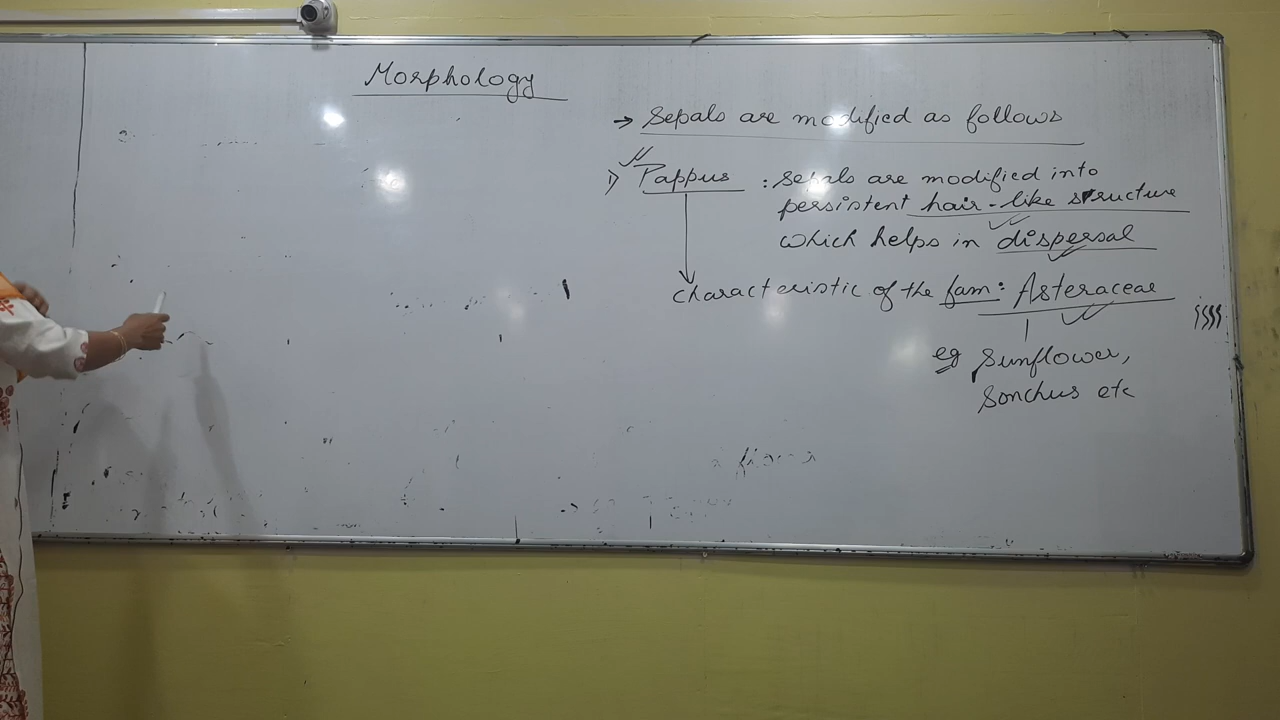 Morphology
→ Sepals are modified as follows
1) Pappus : Sepals are modified into
persistent hair-like structure
which helps in dispersal
characteristic of the fam: Asteraceae
eg Sunflower,
Sonchus etc